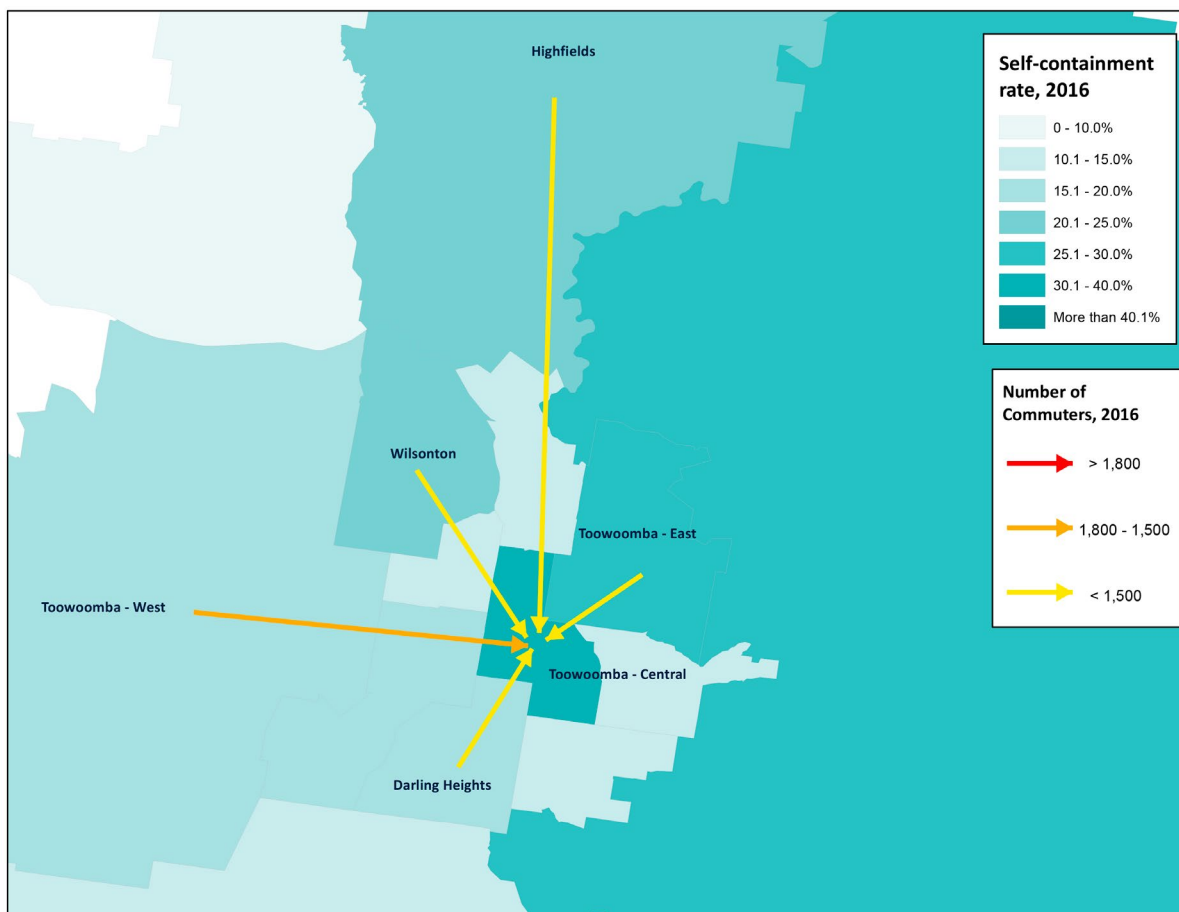 Highfields
Self-containment
rate, 2016
0 - 10.0%
10.1 - 15.0%
15.1 - 20.0%
20.1 - 25.0%
25.1 - 30.0%
30.1 - 40.0%
More than 40.1%
Number of
Commuters, 2016
> 1,800
1,800 - 1,500
< 1,500
Wilsonton
Toowoomba - East
Toowoomba - West
Toowoomba - Central
Darling Heights